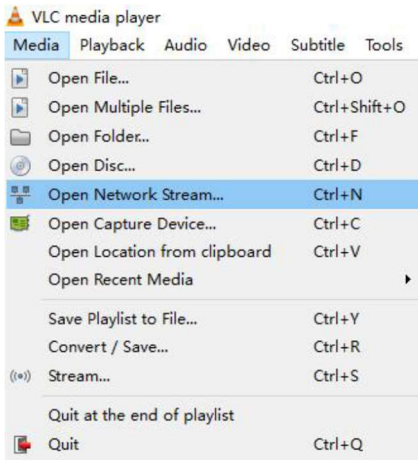 VLC media player
Media Playback Audio Video Subtitle Tools
Open File... Ctrl+O
Open Multiple Files... Ctrl+Shift+O
Open Folder... Ctrl+F
Open Disc... Ctrl+D
Open Network Stream... Ctrl+N
Open Capture Device... Ctrl+C
Open Location from clipboard Ctrl+V
Open Recent Media
Save Playlist to File... Ctrl+Y
Convert / Save... Ctrl+R
Stream... Ctrl+S
Quit at the end of playlist
Quit Ctrl+Q